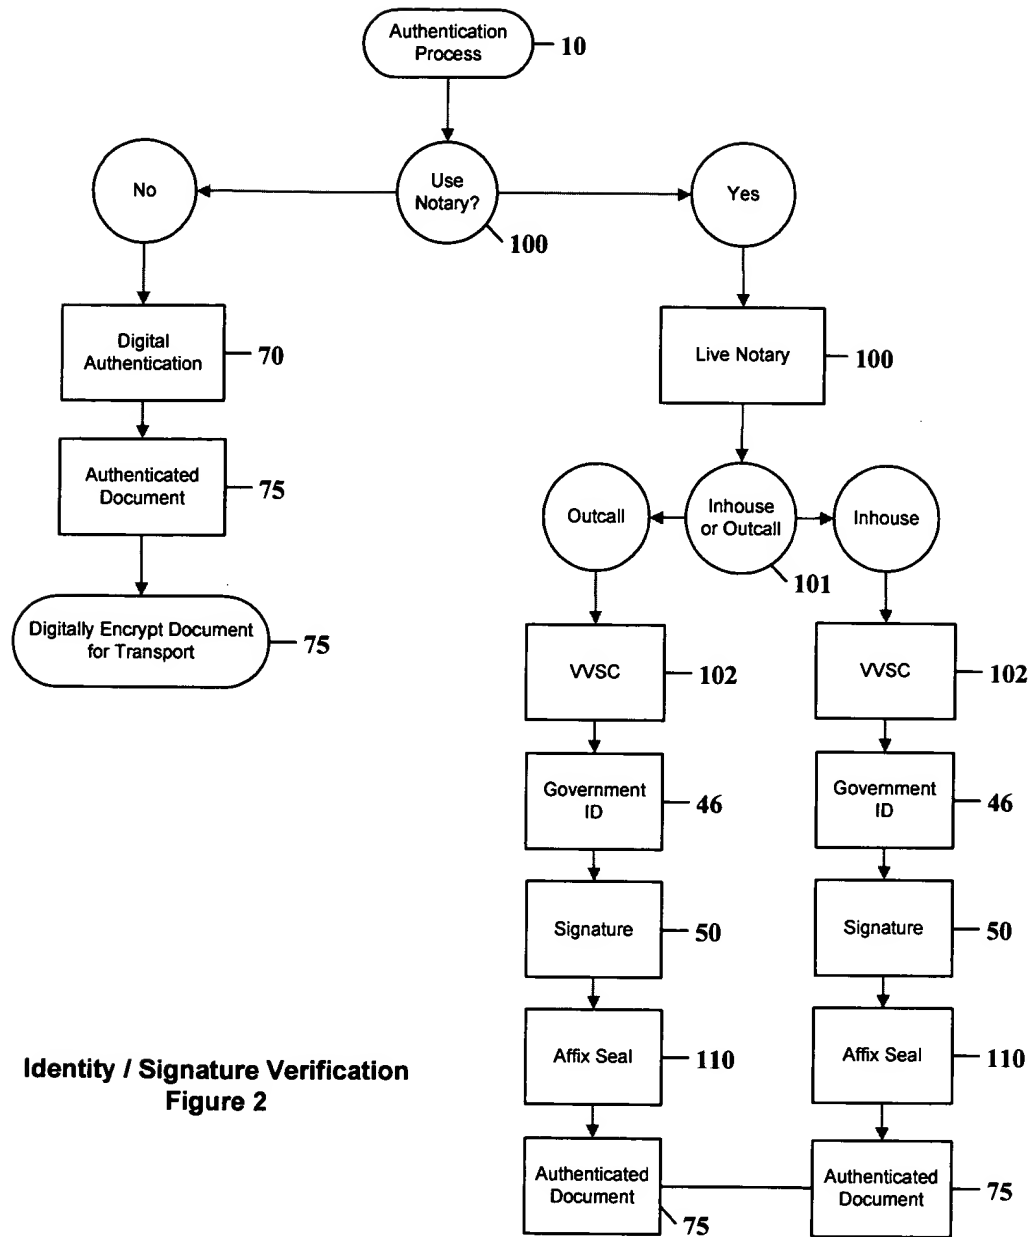 Authentication
Process
10
No
Use
Notary?
100
Yes
Digital
Authentication
70
Live Notary
100
Authenticated
Document
75
Outcall
Inhouse
or Outcall
101
Inhouse
Digitally Encrypt Document
for Transport
75
VVSC
102
VVSC
102
Government
ID
46
Government
ID
46
Signature
50
Signature
50
Affix Seal
110
Affix Seal
110
Identity / Signature Verification
Figure 2
Authenticated
Document
75
Authenticated
Document
75